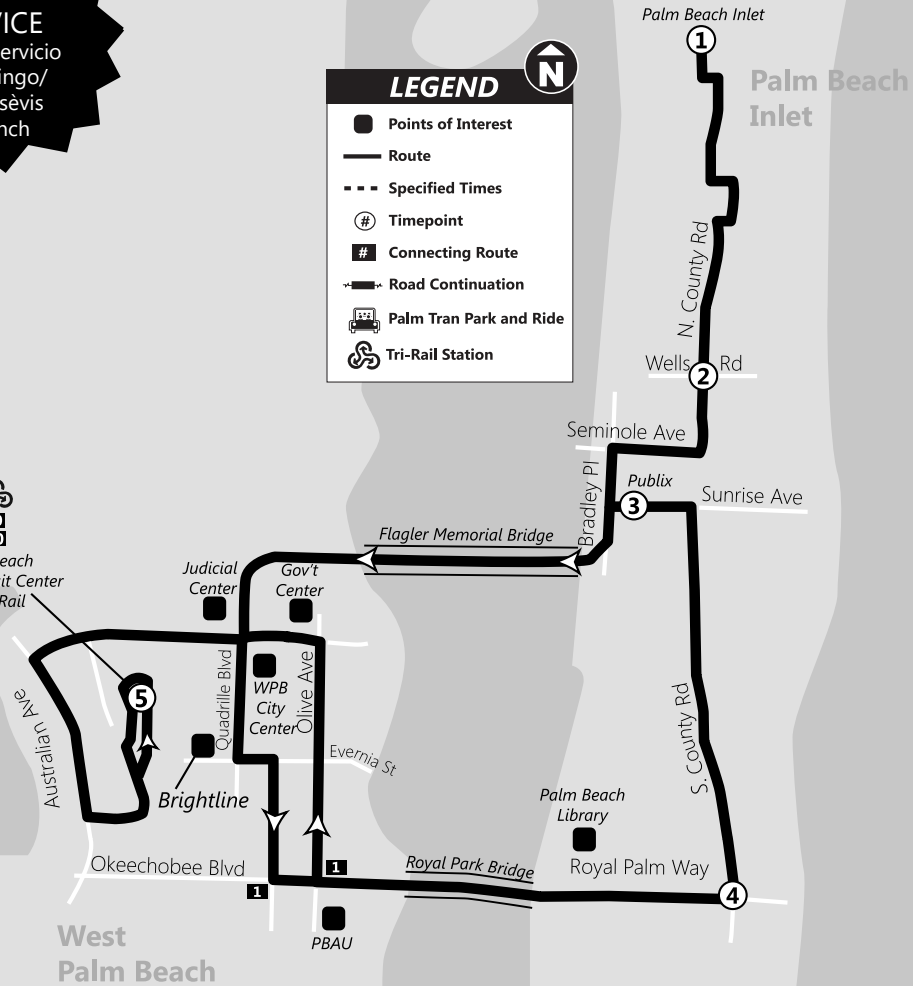 VICE
ervicio
ingo/
sèvis
nch
Palm Beach Inlet
1
Palm Beach
Inlet
N
LEGEND
Points of Interest
Route
Specified Times
# Timepoint
# Connecting Route
Road Continuation
Palm Tran Park and Ride
Tri-Rail Station
N. County Rd
Wells Rd
2
Seminole Ave
Bradley Pl
Publix
3
Sunrise Ave
Flagler Memorial Bridge
each
it Center
Rail
Judicial
Center
Gov't
Center
5
Australian Ave
Quadrille Blvd
WPB
City
Center
Olive Ave
Evernia St
Brightline
S. County Rd
Palm Beach
Library
Okeechobee Blvd
1
1
Royal Park Bridge
Royal Palm Way
4
PBAU
West
Palm Beach